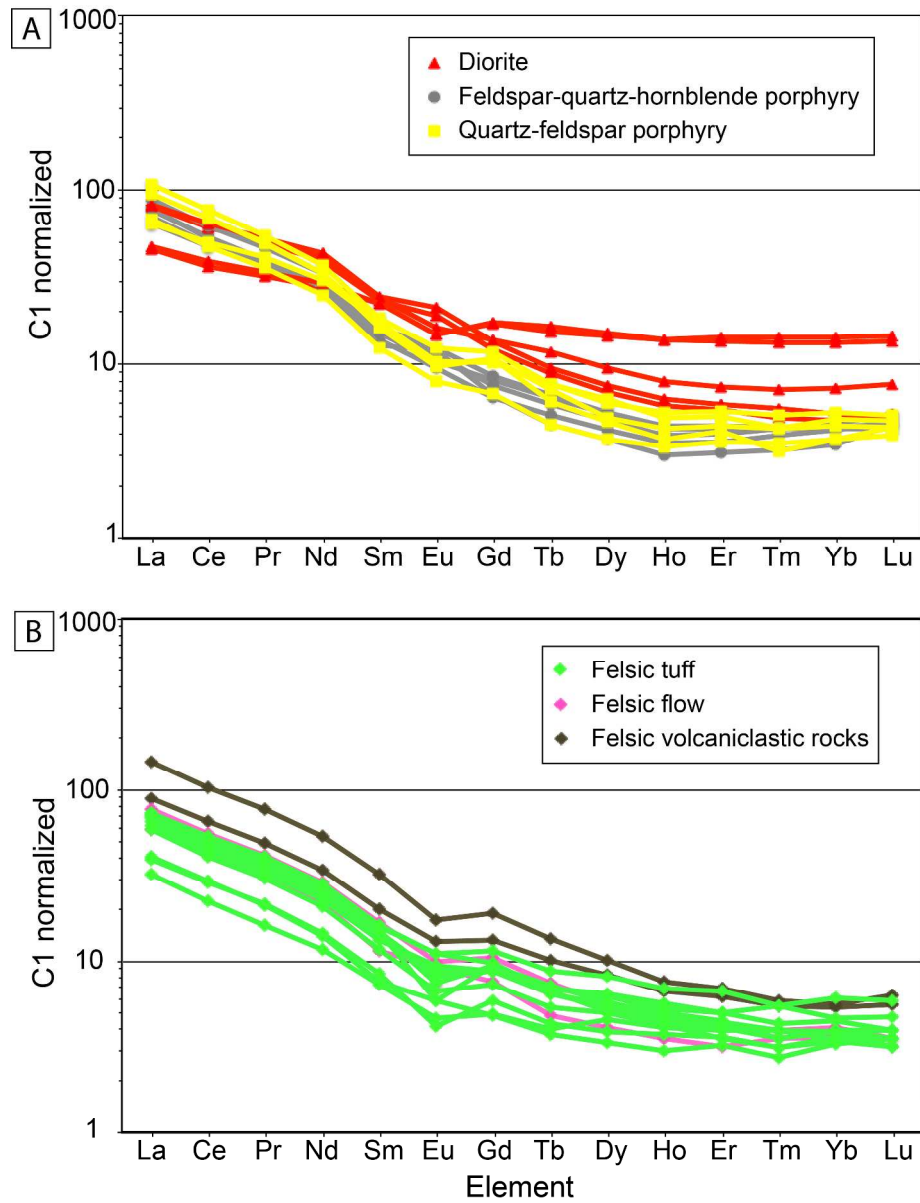 A
1000
100
10
1
C1 normalized
Diorite
Feldspar-quartz-hornblende porphyry
Quartz-feldspar porphyry
La Ce Pr Nd Sm Eu Gd Tb Dy Ho Er Tm Yb Lu
B
1000
100
10
1
C1 normalized
Felsic tuff
Felsic flow
Felsic volcaniclastic rocks
La Ce Pr Nd Sm Eu Gd Tb Dy Ho Er Tm Yb Lu
Element